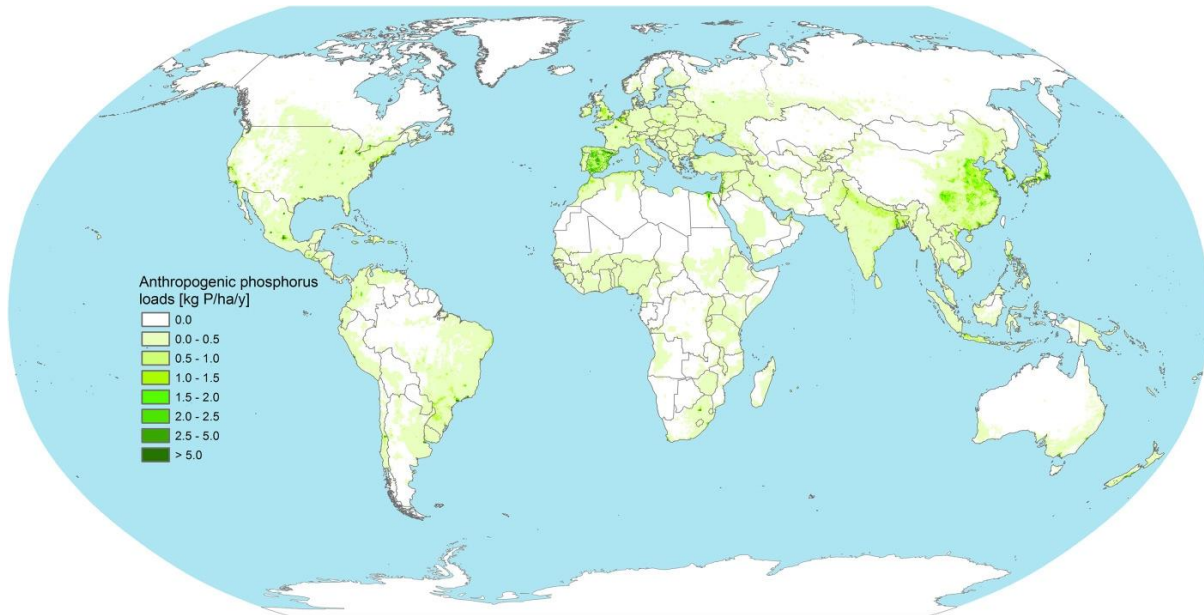 Anthropogenic phosphorus
loads [kg P/ha/y]
0.0
0.0 - 0.5
0.5 - 1.0
1.0 - 1.5
1.5 - 2.0
2.0 - 2.5
2.5 - 5.0
> 5.0